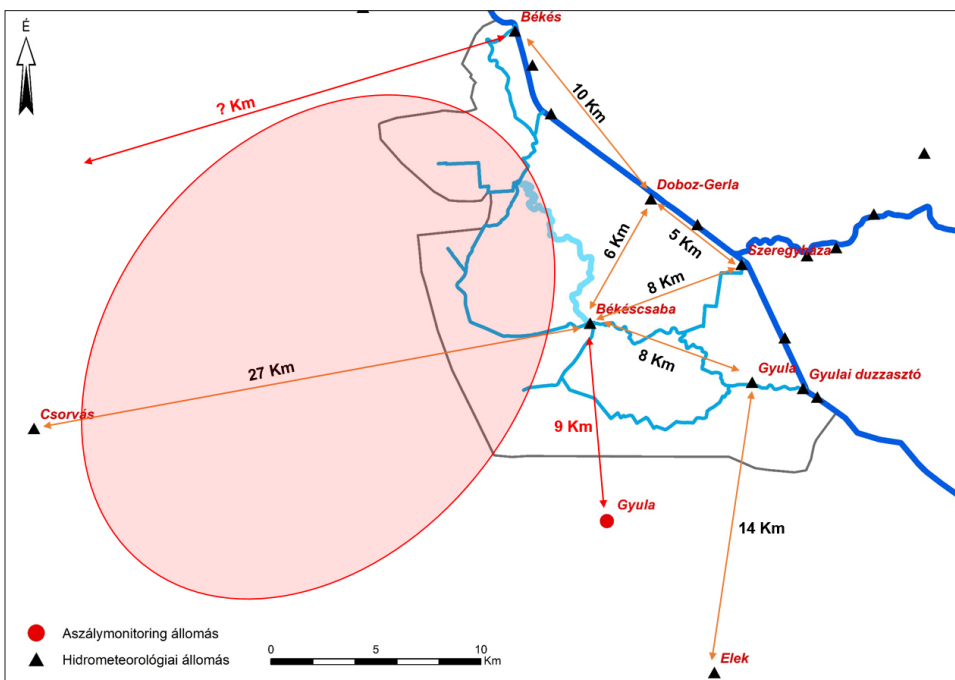 É
Békés
? Km
10 Km
Doboz-Gerla
6 Km
5 Km
Szeregyháza
8 Km
Békéscsaba
8 Km
27 Km
Gyula
Gyulai duzzasztó
Csorvás
9 Km
Gyula
14 Km
Aszálymonitoring állomás
Hidrometeorológiai állomás
0 5 10
Km
Elek